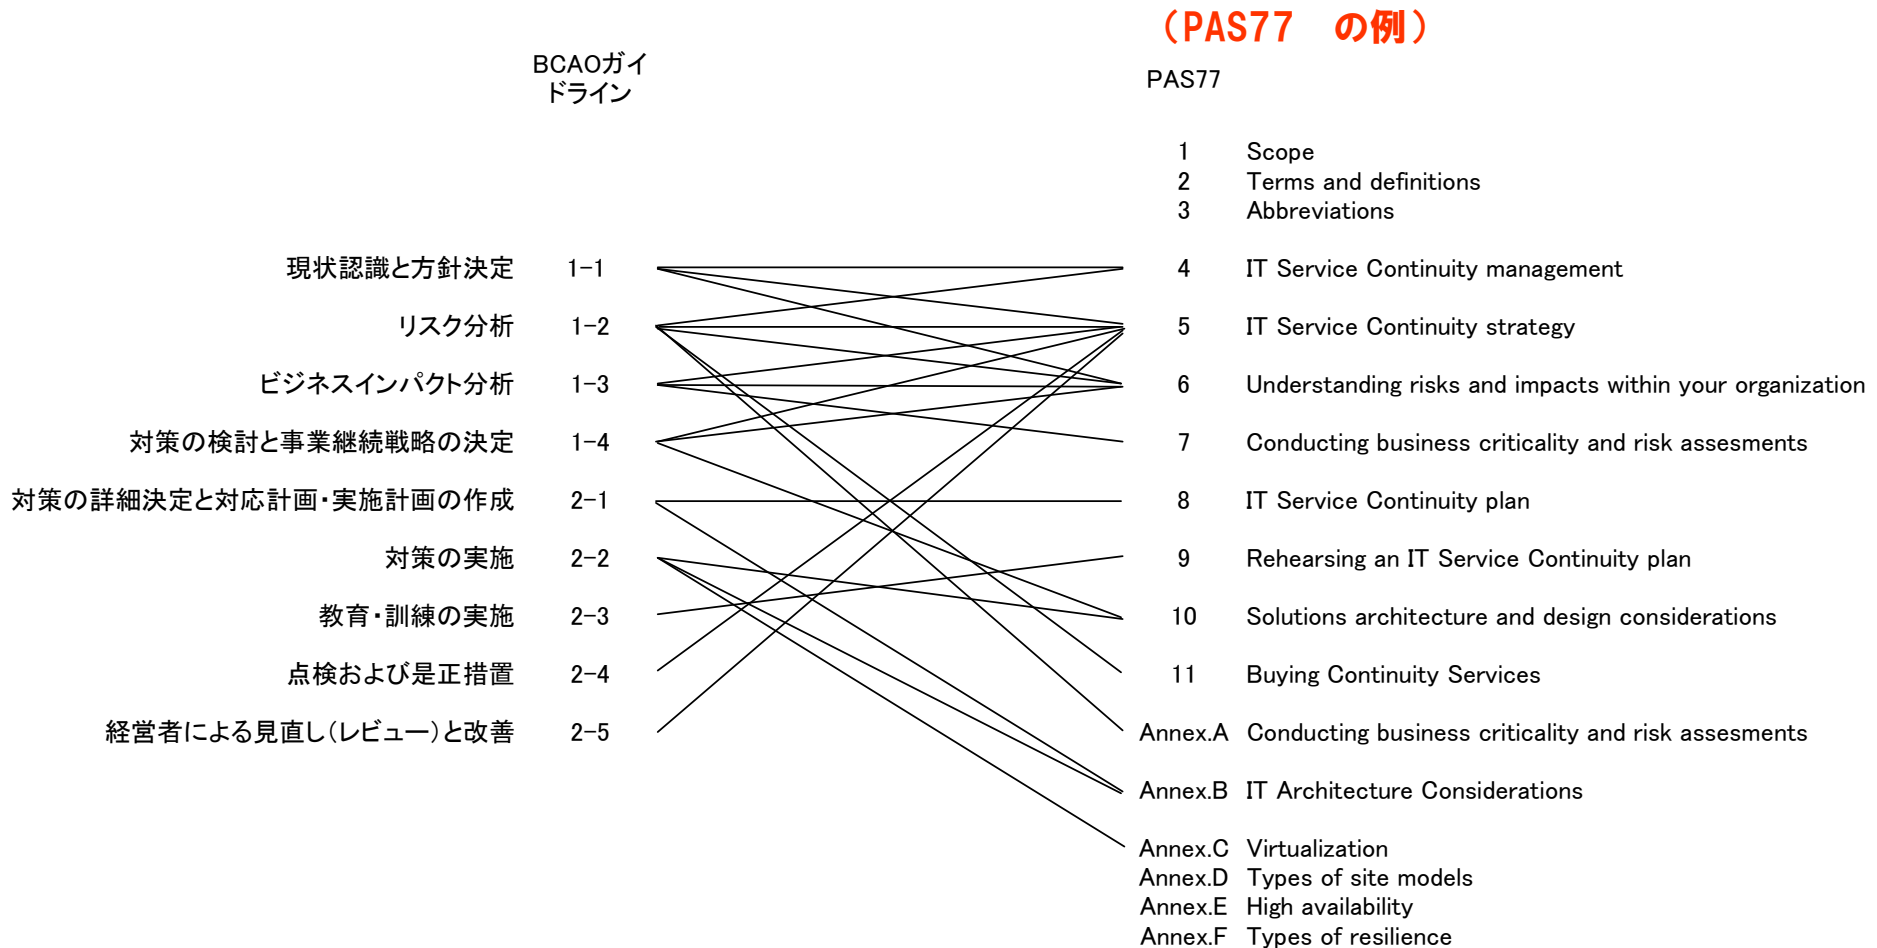 （PAS77　の例）
BCAOガイ
ドライン
PAS77
1 Scope
2 Terms and definitions
3 Abbreviations
現状認識と方針決定 1-1
4 IT Service Continuity management
リスク分析 1-2
5 IT Service Continuity strategy
ビジネスインパクト分析 1-3
6 Understanding risks and impacts within your organization
対策の検討と事業継続戦略の決定 1-4
7 Conducting business criticality and risk assesments
対策の詳細決定と対応計画・実施計画の作成 2-1
8 IT Service Continuity plan
対策の実施 2-2
9 Rehearsing an IT Service Continuity plan
教育・訓練の実施 2-3
10 Solutions architecture and design considerations
点検および是正措置 2-4
11 Buying Continuity Services
経営者による見直し（レビュー）と改善 2-5
Annex.A Conducting business criticality and risk assesments
Annex.B IT Architecture Considerations
Annex.C Virtualization
Annex.D Types of site models
Annex.E High availability
Annex.F Types of resilience